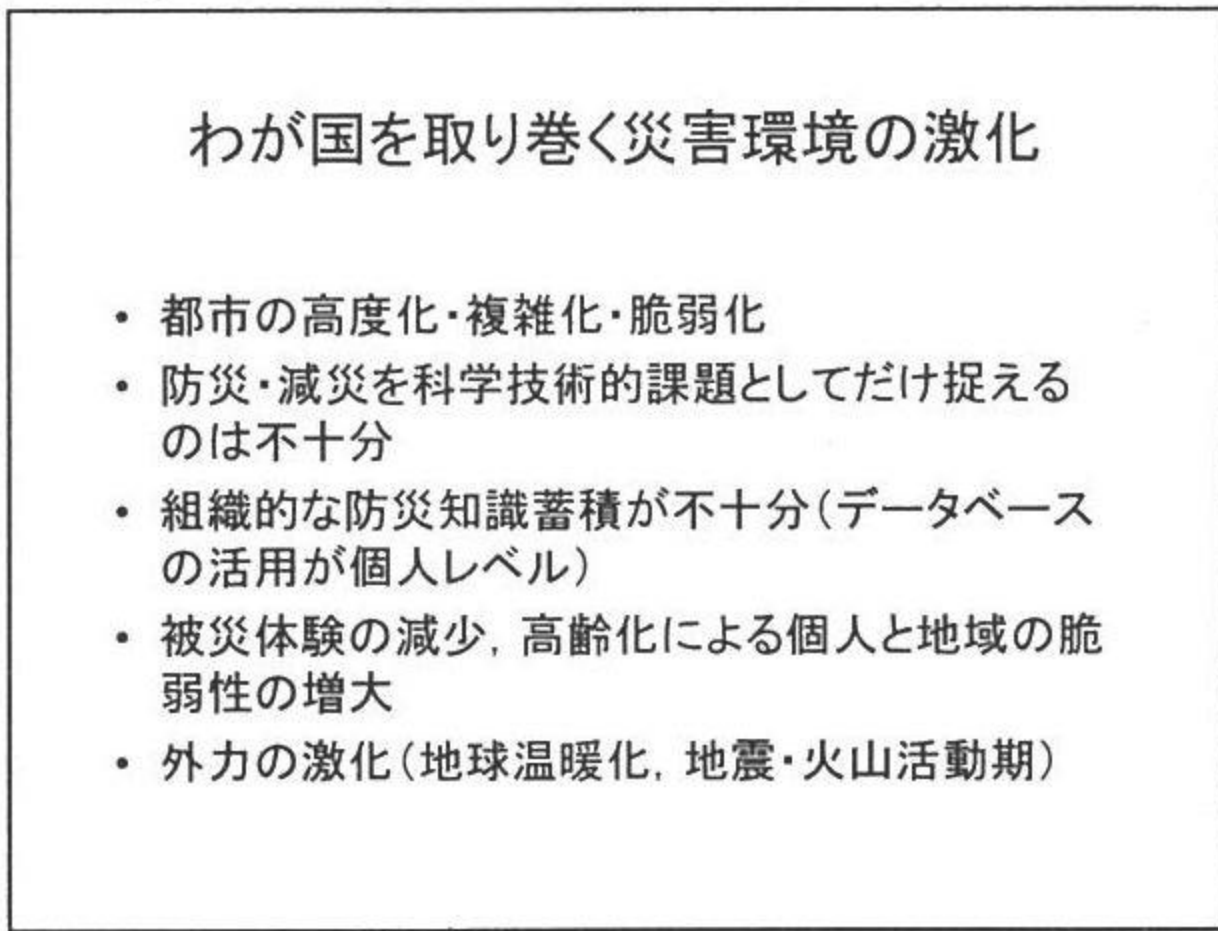 わが国を取り巻く災害環境の激化
• 都市の高度化・複雑化・脆弱化
• 防災・減災を科学技術的課題としてだけ捉える
のは不十分
• 組織的な防災知識蓄積が不十分(データベース
の活用が個人レベル)
• 被災体験の減少, 高齢化による個人と地域の脆
弱性の増大
• 外力の激化(地球温暖化, 地震・火山活動期)